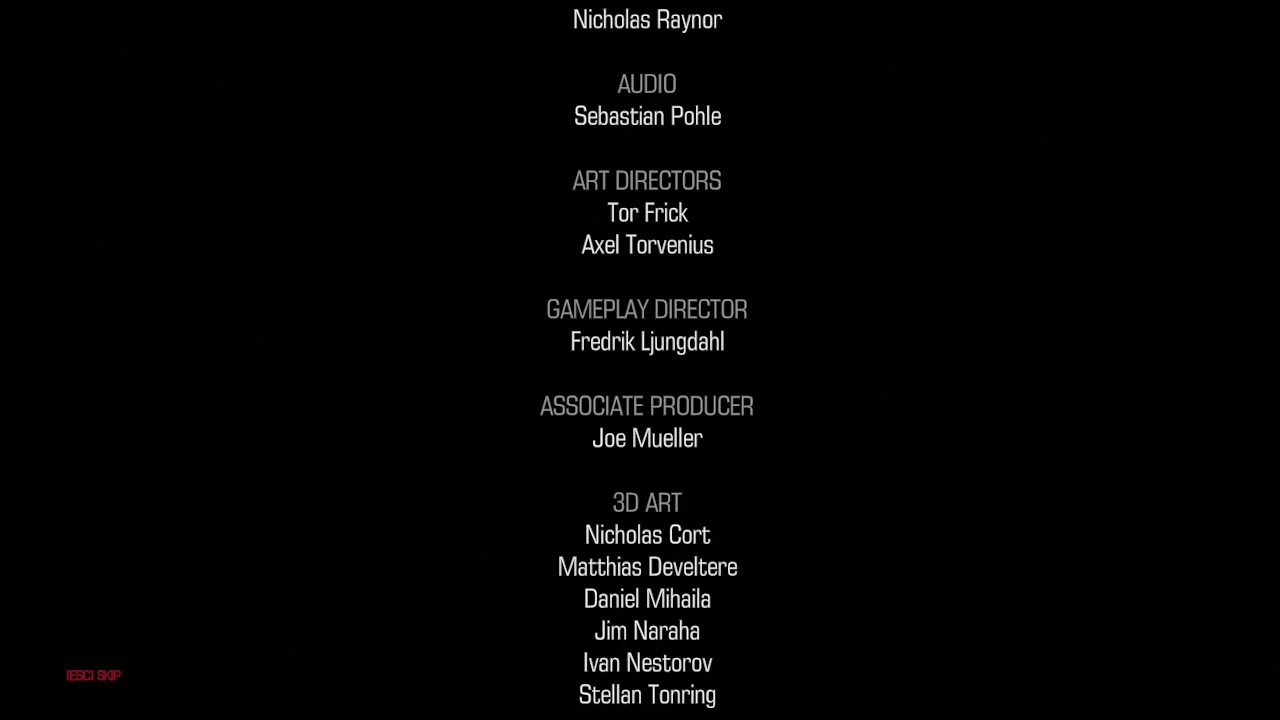 Nicholas Raynor
AUDIO
Sebastian Pohle
ART DIRECTORS
Tor Frick
Axel Torvenius
GAMEPLAY DIRECTOR
Fredrik Ljungdahl
ASSOCIATE PRODUCER
Joe Mueller
3D ART
Nicholas Cort
Matthias Develtere
Daniel Mihaila
Jim Naraha
Ivan Nestorov
[ESC] SKIP
Stellan Tonring